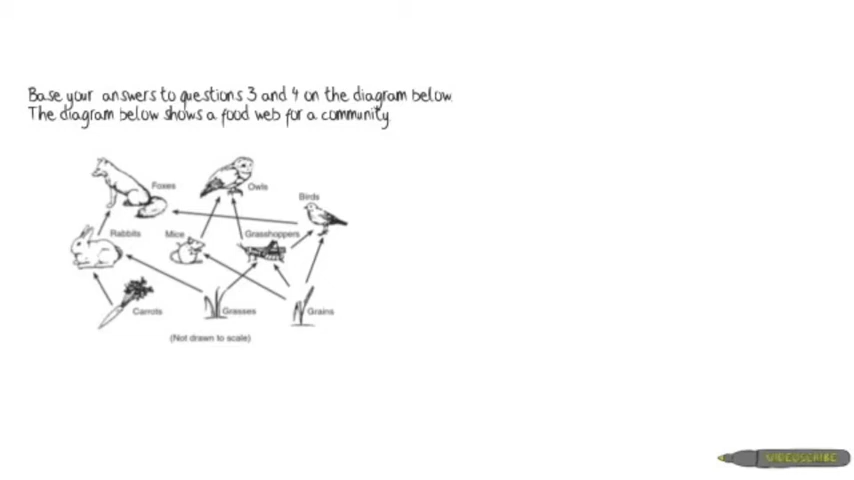 Base your answers to questions 3 and 4 on the diagram below.
The diagram below shows a food web for a community
Foxes
Owls
Birds
Rabbits
Mice
Grasshoppers
Carrots
Grasses
Grains
(Not drawn to scale)
VIDEOSCRIBE